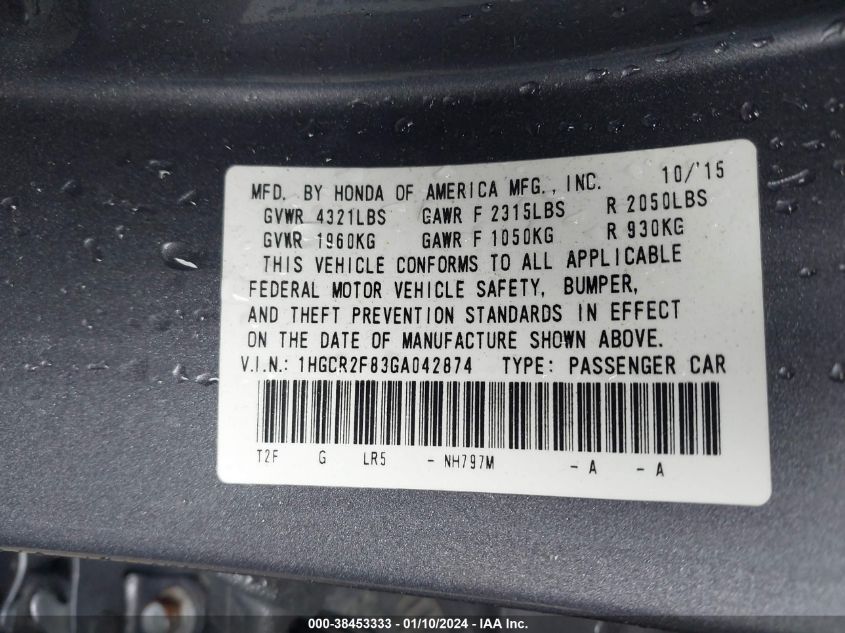 MFD. BY HONDA OF AMERICA MFG., INC. 10/'15
GVWR 4321LBS GAWR F 2315LBS R 2050LBS
GVWR 1960KG GAWR F 1050KG R 930KG
THIS VEHICLE CONFORMS TO ALL APPLICABLE
FEDERAL MOTOR VEHICLE SAFETY, BUMPER,
AND THEFT PREVENTION STANDARDS IN EFFECT
ON THE DATE OF MANUFACTURE SHOWN ABOVE.
V.I.N.: 1HGCR2F83GA042874 TYPE: PASSENGER CAR
T2F G LR5 - NH797M - A - A
000-38453333 - 01/10/2024 - IAA Inc.